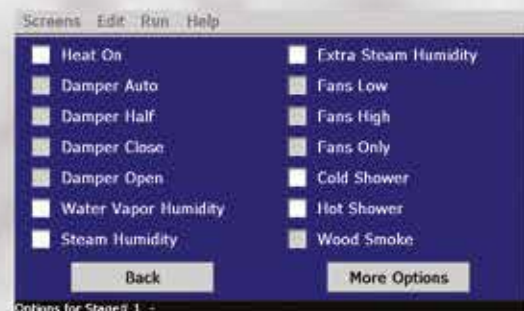 Screens Edit Run Help
Heat On
Damper Auto
Damper Half
Damper Close
Damper Open
Water Vapor Humidity
Steam Humidity
Extra Steam Humidity
Fans Low
Fans High
Fans Only
Cold Shower
Hot Shower
Wood Smoke
Back
More Options
Options for Stage# 1 -